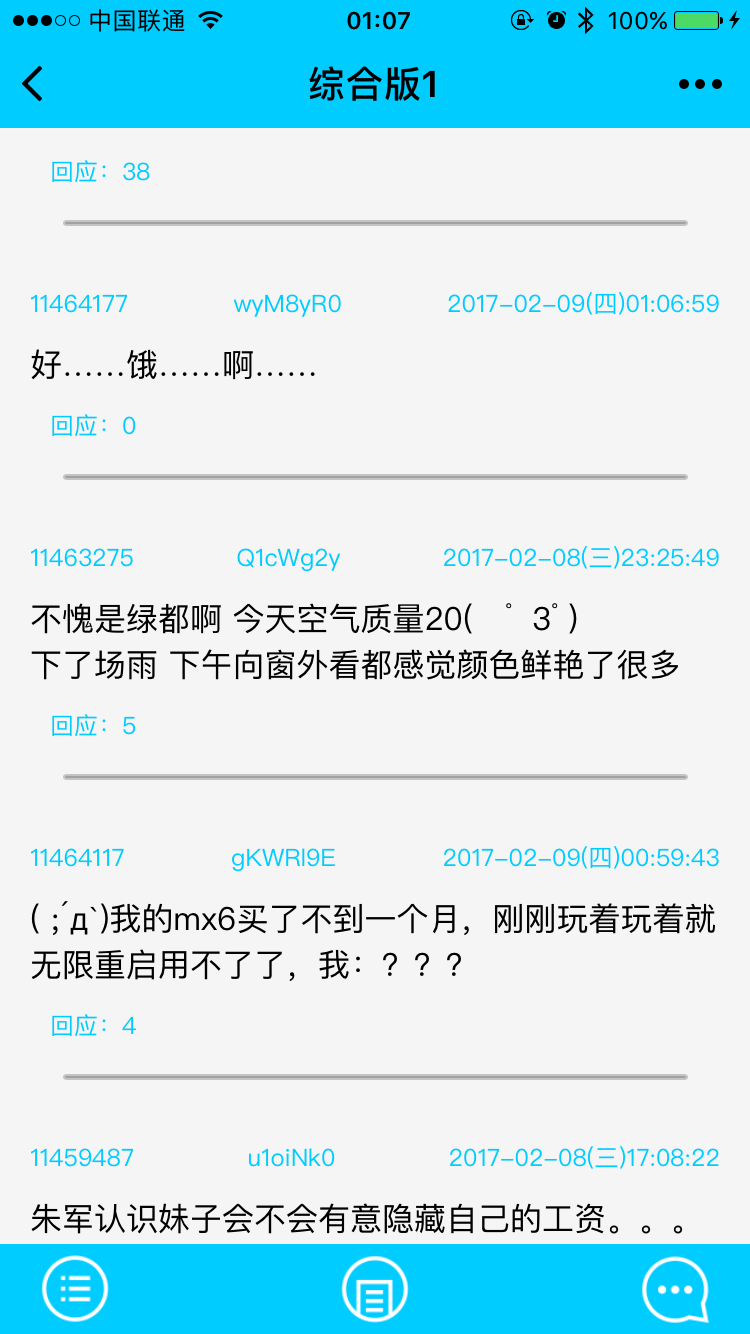 中国联通 01:07 100%
综合版1
回应：38
11464177 wyM8yR0 2017-02-09(四)01:06:59
好……饿……啊……
回应：0
11463275 Q1cWg2y 2017-02-08(三)23:25:49
不愧是绿都啊 今天空气质量20( ゜ 3゜)
下了场雨 下午向窗外看都感觉颜色鲜艳了很多
回应：5
11464117 gKWRl9E 2017-02-09(四)00:59:43
( ;´д`)我的mx6买了不到一个月，刚刚玩着玩着就
无限重启用不了了，我：？？？
回应：4
11459487 u1oiNk0 2017-02-08(三)17:08:22
朱军认识妹子会不会有意隐藏自己的工资。。。